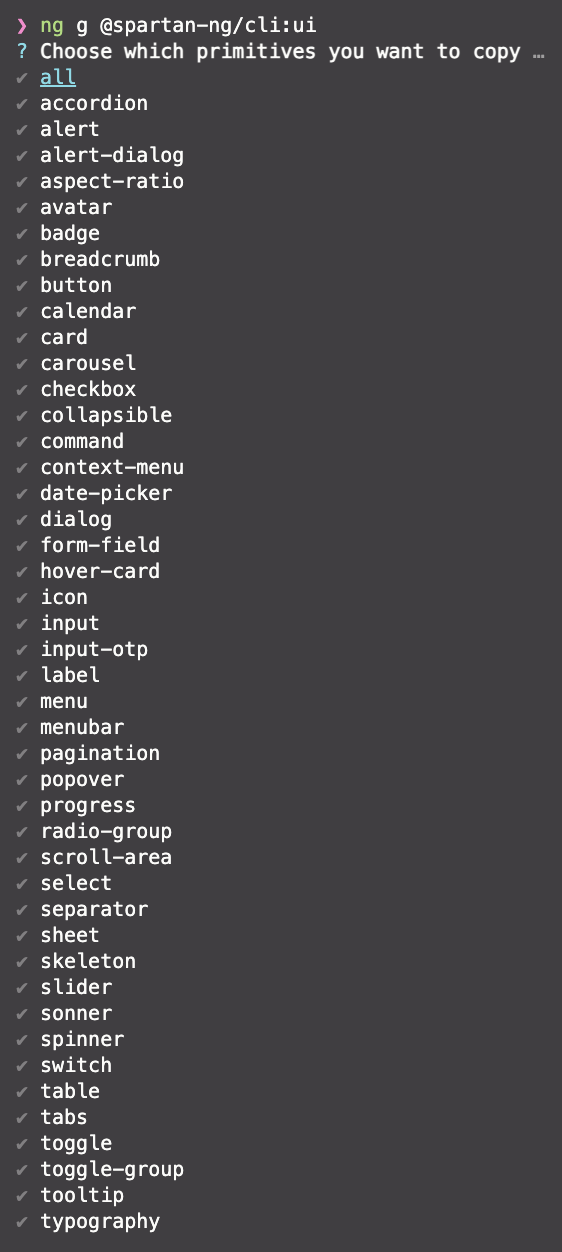 ❯ ng g @spartan-ng/cli:ui
? Choose which primitives you want to copy …
✔ all
✔ accordion
✔ alert
✔ alert-dialog
✔ aspect-ratio
✔ avatar
✔ badge
✔ breadcrumb
✔ button
✔ calendar
✔ card
✔ carousel
✔ checkbox
✔ collapsible
✔ command
✔ context-menu
✔ date-picker
✔ dialog
✔ form-field
✔ hover-card
✔ icon
✔ input
✔ input-otp
✔ label
✔ menu
✔ menubar
✔ pagination
✔ popover
✔ progress
✔ radio-group
✔ scroll-area
✔ select
✔ separator
✔ sheet
✔ skeleton
✔ slider
✔ sonner
✔ spinner
✔ switch
✔ table
✔ tabs
✔ toggle
✔ toggle-group
✔ tooltip
✔ typography